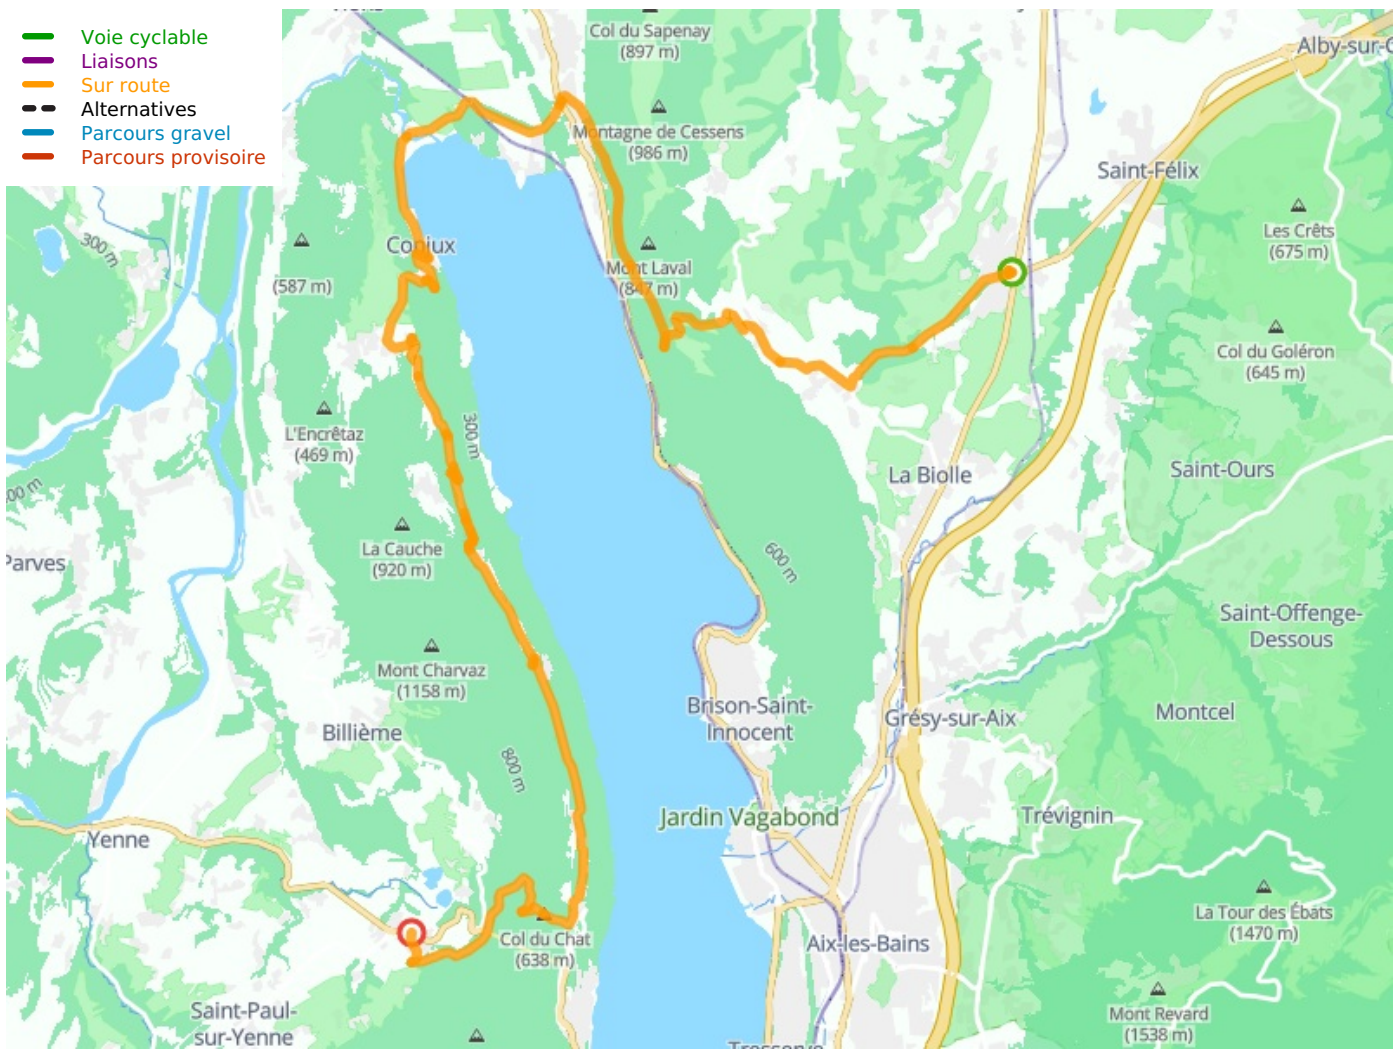 Voie cyclable
Liaisons
Sur route
Alternatives
Parcours gravel
Parcours provisoire
Col du Sapenay
(897 m)
Alby-sur-C
Montagne de Cessens
(986 m)
Saint-Félix
Les Crêts
(675 m)
300 m
Conjux
(587 m)
Mont Laval
(847 m)
Col du Goléron
(645 m)
L'Encrêtaz
(469 m)
300 m
La Biolle
Saint-Ours
00 m
La Cauche
(920 m)
600 m
Parves
Saint-Offenge-
Dessous
Mont Charvaz
(1158 m)
Brison-Saint-
Innocent
Grésy-sur-Aix
Montcel
Billième
800 m
Jardin Vagabond
Trévignin
Yenne
La Tour des Ébats
(1470 m)
Col du Chat
(638 m)
Aix-les-Bains
Saint-Paul-
sur-Yenne
Mont Revard
(1538 m)
Tresserve